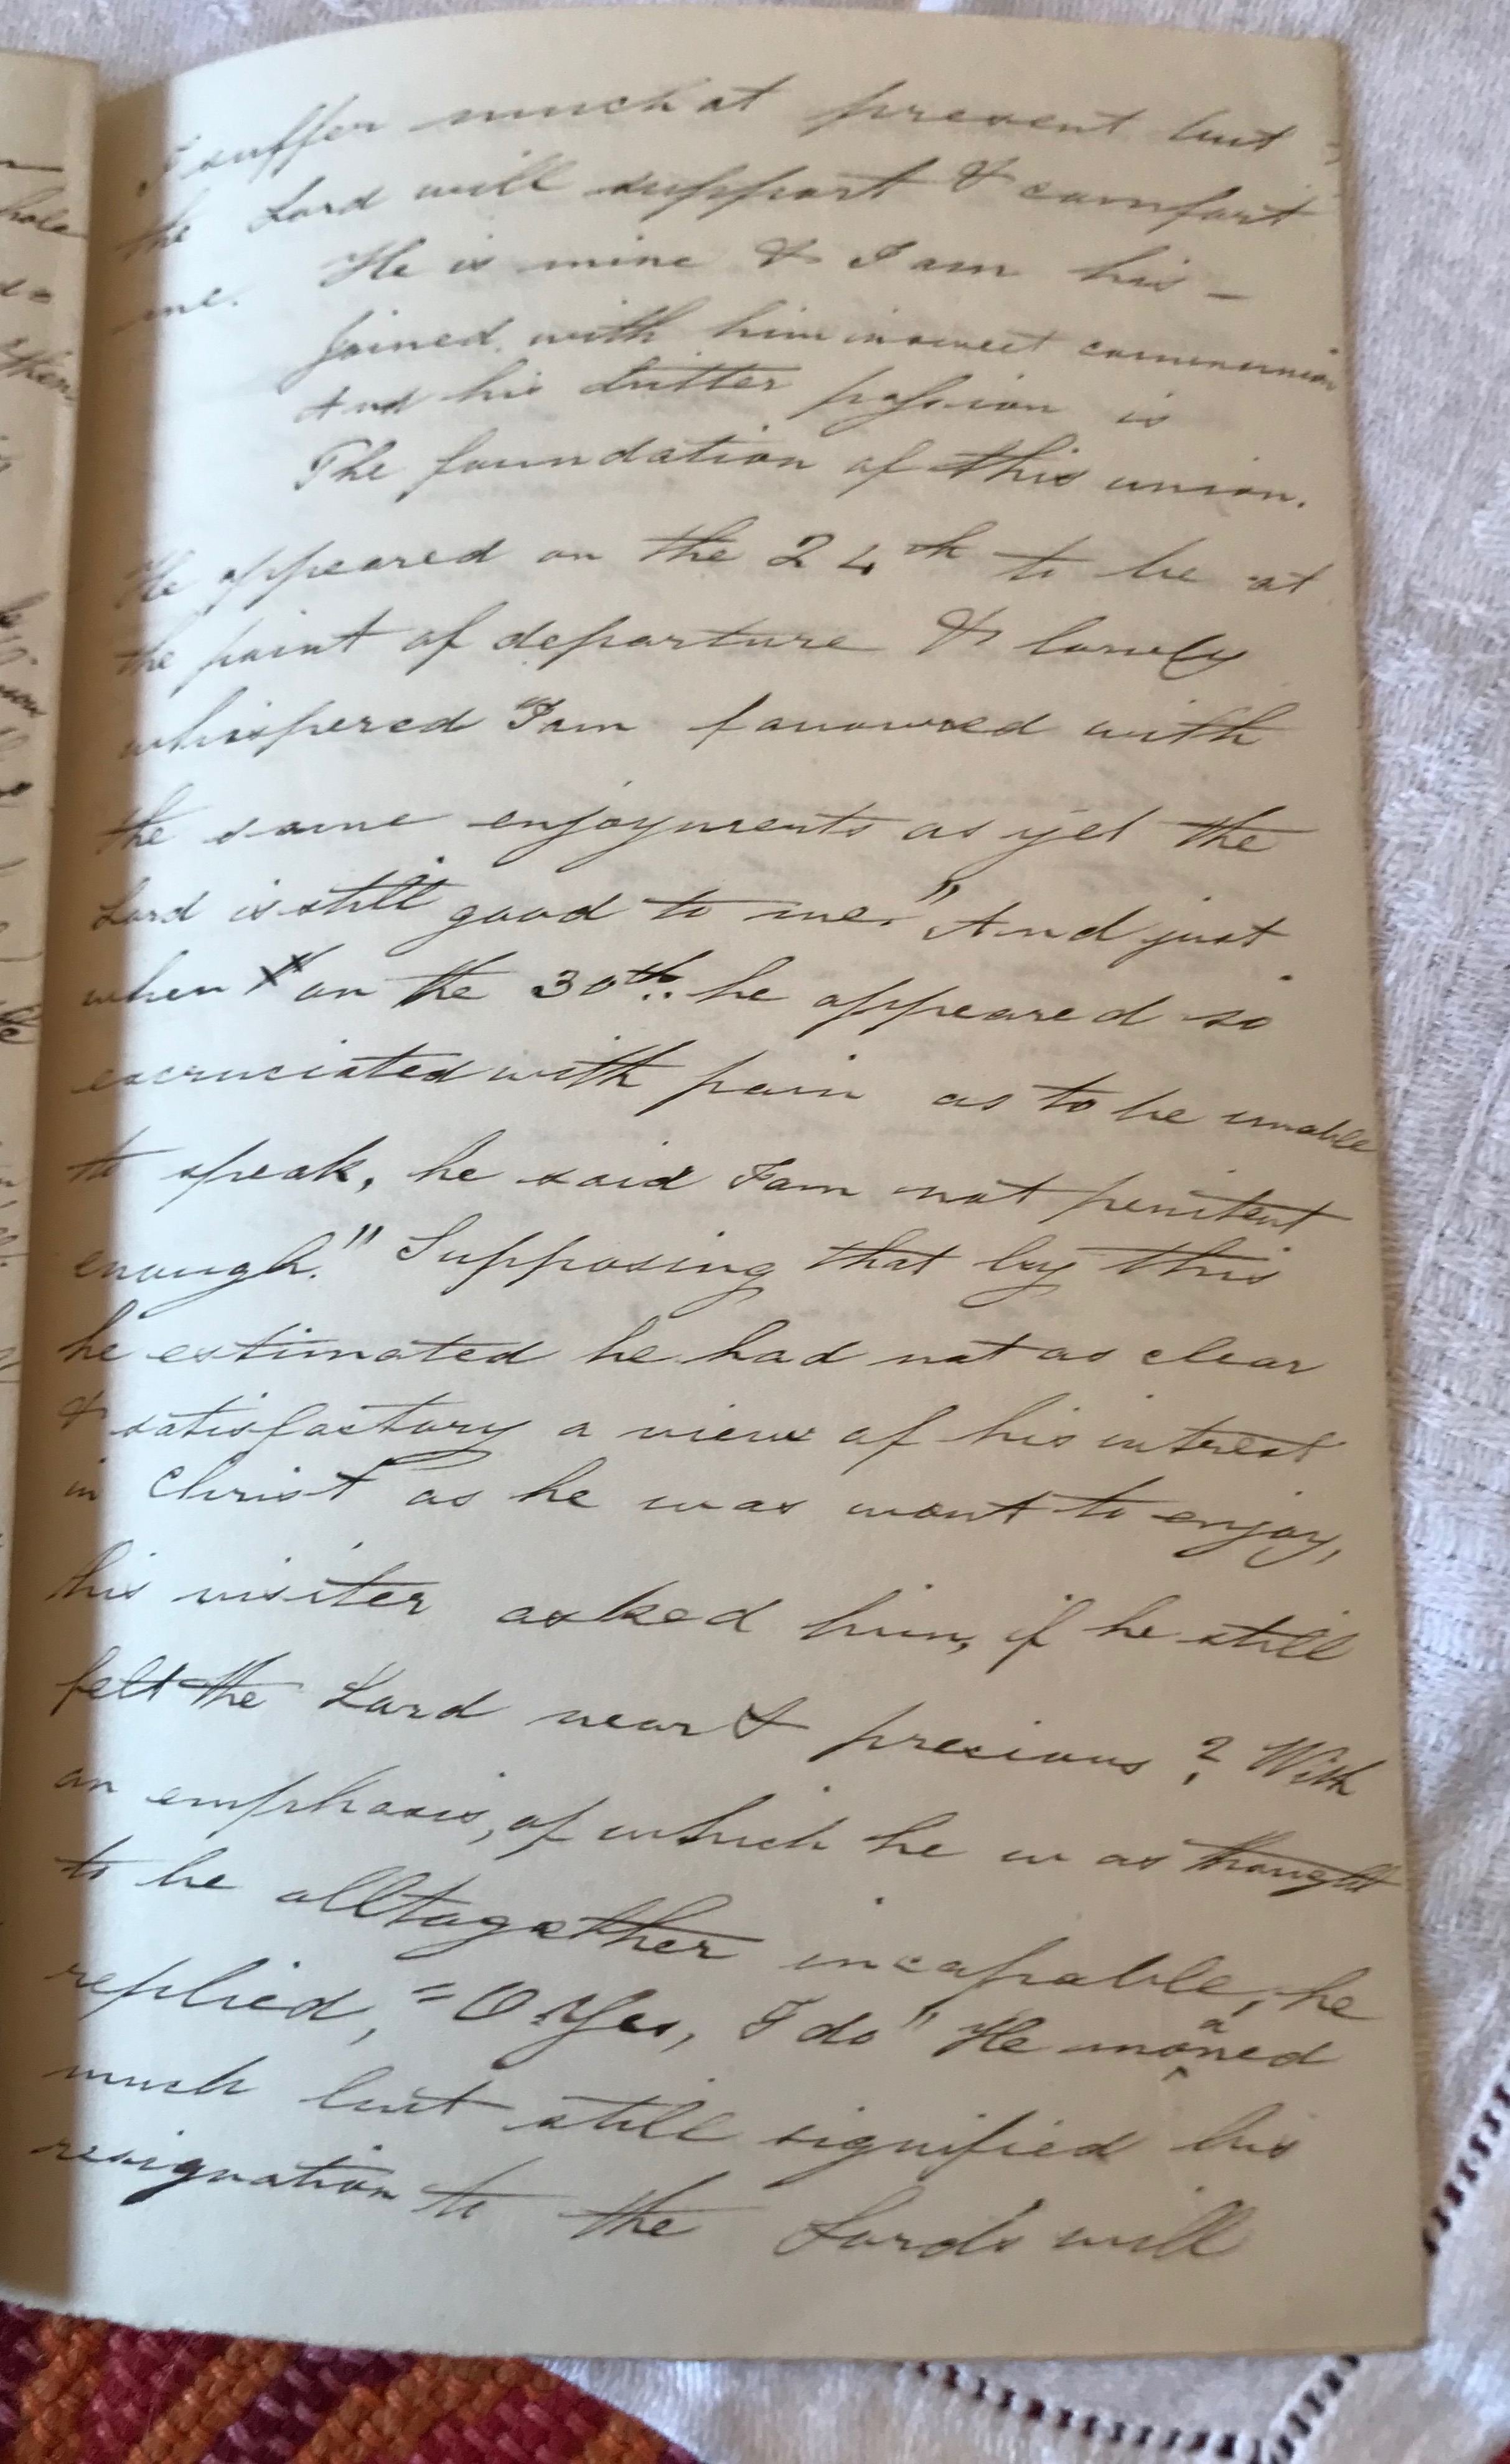 I suffer much at present but
the Lord will support & comfort
me. He is mine & I am his –
Joined with him in sweet communion
And his bitter passion is
The foundation of this union.
He appeared on the 24th to be at
the point of departure & lowly
whispered "I am favoured with
the same enjoyments as yet the
Lord is still good to me." And just
when on the 30th. he appeared so
excruciated with pain as to be unable
to speak, he said I am not penitent
enough." Supposing that by this
he estimated he had not as clear
& satisfactory a view of his interest
in Christ as he was wont to enjoy,
his visiter asked him, if he still
felt the Lord near & precious? With
an emphasis, of which he was thought
to be alltogether incapable, he
replied, "O Yes, I do" He moaned
much but still signified his
resignation to the Lord's will